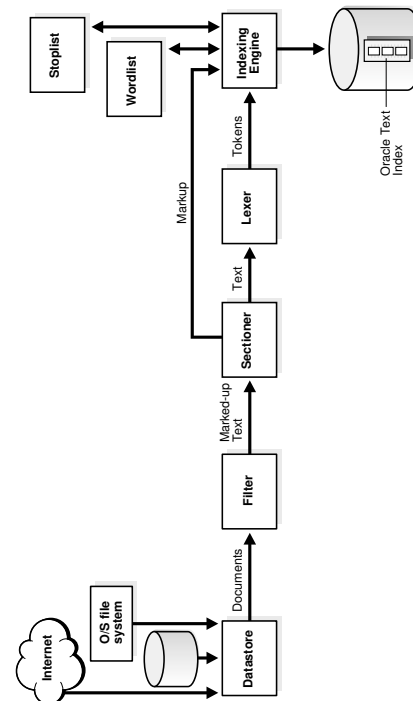 Internet
O/S file
system
Datastore
Documents
Filter
Marked-up
Text
Sectioner
Markup
Text
Lexer
Tokens
Stoplist
Wordlist
Indexing
Engine
Oracle Text
Index